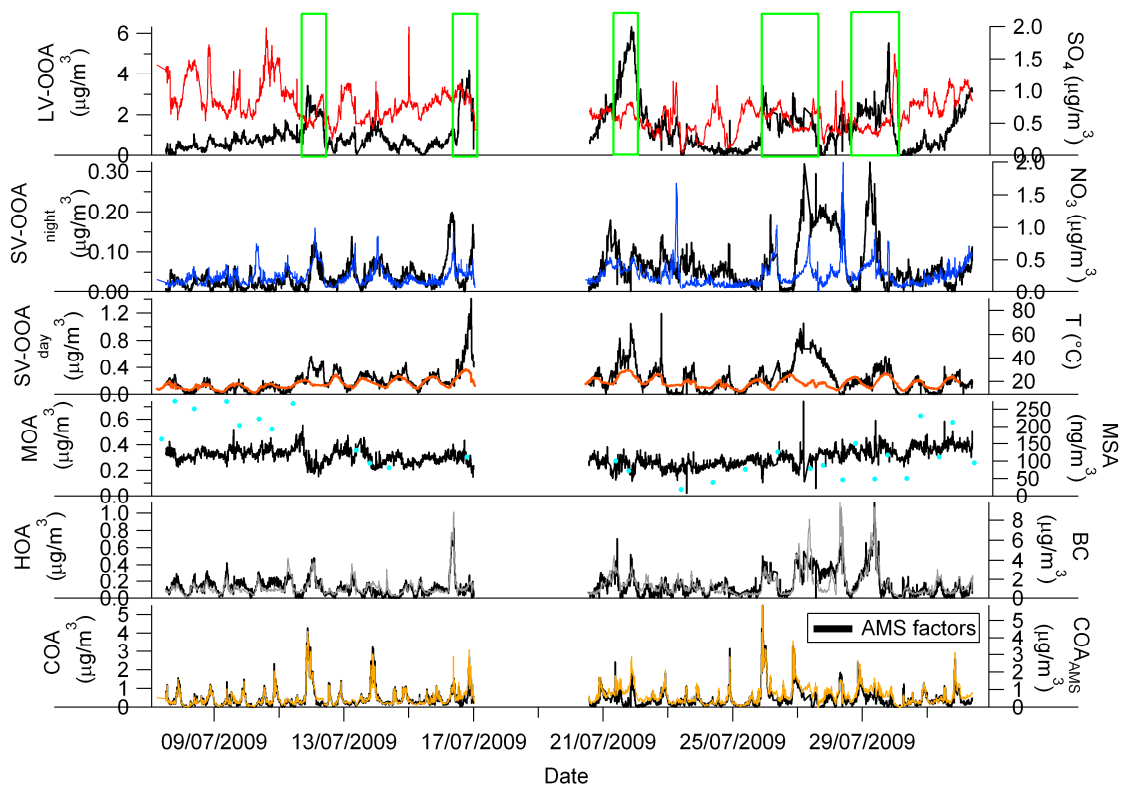 LV-OOA
(µg/m³)
6
4
2
0
2.0
1.5
1.0
0.5
0.0
SO₄ (µg/m³)
SV-OOA
night
(µg/m³)
0.30
0.20
0.10
0.00
2.0
1.5
1.0
0.5
0.0
NO₃ (µg/m³)
SV-OOA
day
(µg/m³)
1.2
0.8
0.4
0.0
80
60
40
20
T (°C)
MOA
(µg/m³)
0.6
0.4
0.2
0.0
250
200
150
100
50
0
MSA
(ng/m³)
HOA
(µg/m³)
1.0
0.8
0.6
0.4
0.2
0.0
8
6
4
2
0
BC
(µg/m³)
COA
(µg/m³)
5
4
3
2
1
0
AMS factors
5
4
3
2
1
0
COA_AMS
(µg/m³)
09/07/2009 13/07/2009 17/07/2009 21/07/2009 25/07/2009 29/07/2009
Date